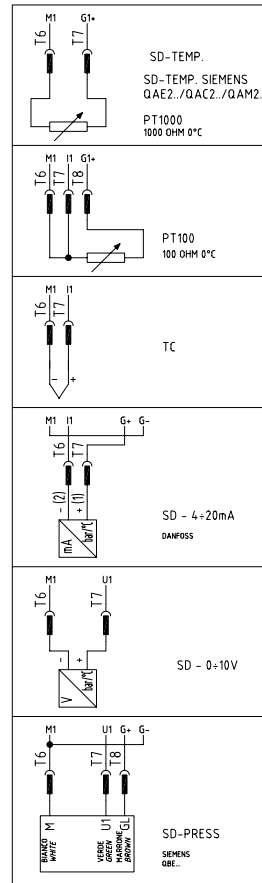 M1 G1+
T6 T7
SD-TEMP.
SD-TEMP. SIEMENS
QAE2../QAC2../QAM2.
PT1000
1000 OHM 0°C
M1 I1 G1+
T6 T7 T8
PT100
100 OHM 0°C
M1 I1
T6 T7
- +
TC
M1 I1 G+ G-
T6 T7
- (2) + (1)
mA bar/°C
SD - 4÷20mA
DANFOSS
M1 U1
T6 T7
- +
V bar/°C
SD - 0÷10V
M1 U1 G+ G-
T6 T7 T8
M U1 GL
BIANCO VERDE MARRONE
WHITE GREEN BROWN
SD-PRESS
SIEMENS
QBE...